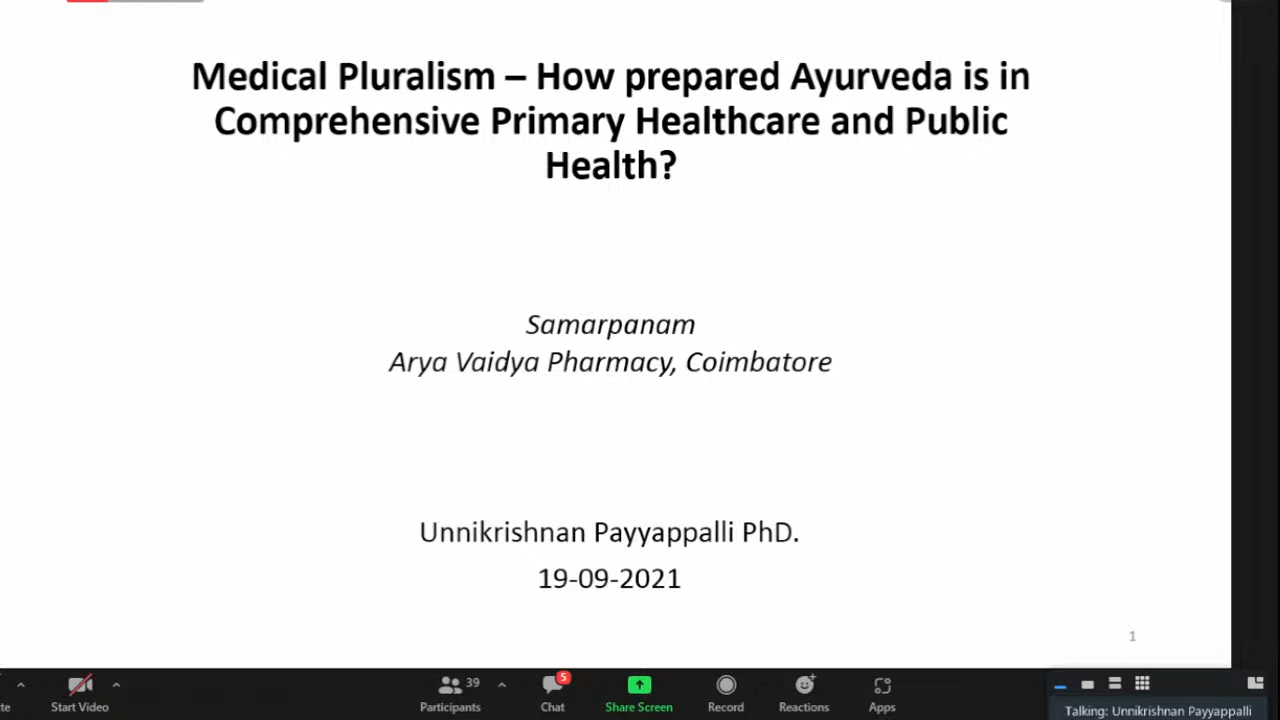 Medical Pluralism – How prepared Ayurveda is in
Comprehensive Primary Healthcare and Public
Health?
Samarpanam
Arya Vaidya Pharmacy, Coimbatore
Unnikrishnan Payyappalli PhD.
19-09-2021
1
39
5
te
Start Video
Participants
Chat
Share Screen
Record
Reactions
Apps
Talking: Unnikrishnan Payyappalli